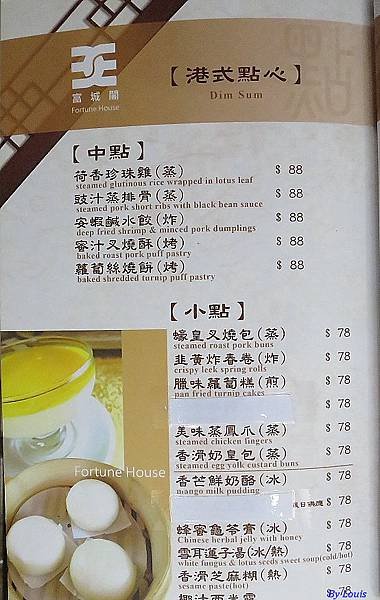 富城閣
Fortune House
【港式點心】
Dim Sum
【中點】
荷香珍珠雞(蒸) $ 88
steamed glutinous rice wrapped in lotus leaf
豉汁蒸排骨(蒸) $ 88
steamed pork short ribs with black bean sauce
安蝦鹹水餃(炸) $ 88
deep fried shrimp & minced pork dumplings
蜜汁叉燒酥(烤) $ 88
baked roast pork puff pastry
蘿蔔絲燒餅(烤) $ 88
baked shredded turnip puff pastry
【小點】
蠔皇叉燒包(蒸) $ 78
steamed roast pork buns
韭黃炸春卷(炸) $ 78
crispy leek spring rolls
臘味蘿蔔糕(煎) $ 78
pan fried turnip cakes
$ 78
美味蒸鳳爪(蒸) $ 78
steamed chicken fingers
香滑奶皇包(蒸) $ 78
steamed egg yolk custard buns
香芒鮮奶酪(冰) $ 78
mango milk pudding
$ 78
蜂蜜龜苓膏(冰) $ 78
Chinese herbal jelly with honey
雪耳蓮子湯(冰/熱) $ 78
white fungus & lotus seeds sweet soup(cold/hot)
香滑芝麻糊(熱) $ 78
sesame paste(hot)
椰汁西米露 $ 78
Fortune House
By Louis